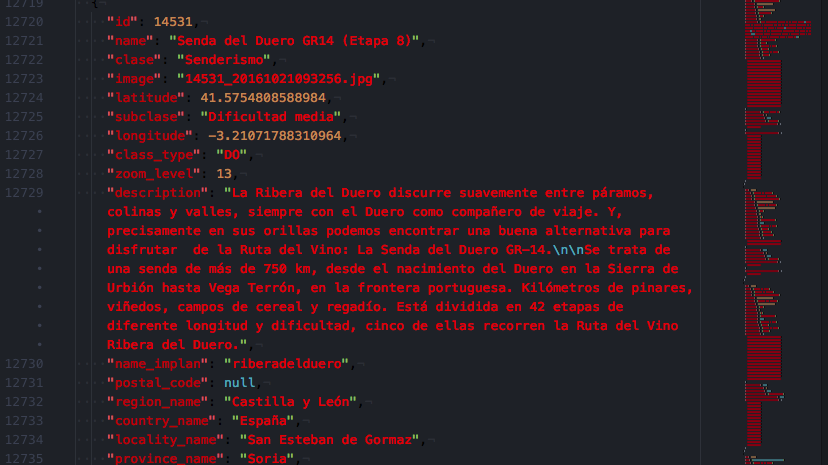 12719 {
12720 "id": 14531,
12721 "name": "Senda del Duero GR14 (Etapa 8)",
12722 "clase": "Senderismo",
12723 "image": "14531_20161021093256.jpg",
12724 "latitude": 41.5754808588984,
12725 "subclase": "Dificultad media",
12726 "longitude": -3.21071788310964,
12727 "class_type": "DO",
12728 "zoom_level": 13,
12729 "description": "La Ribera del Duero discurre suavemente entre páramos,
colinas y valles, siempre con el Duero como compañero de viaje. Y,
precisamente en sus orillas podemos encontrar una buena alternativa para
disfrutar  de la Ruta del Vino: La Senda del Duero GR-14.\n\nSe trata de
una senda de más de 750 km, desde el nacimiento del Duero en la Sierra de
Urbión hasta Vega Terrón, en la frontera portuguesa. Kilómetros de pinares,
viñedos, campos de cereal y regadío. Está dividida en 42 etapas de
diferente longitud y dificultad, cinco de ellas recorren la Ruta del Vino
Ribera del Duero.",
12730 "name_implan": "riberadelduero",
12731 "postal_code": null,
12732 "region_name": "Castilla y León",
12733 "country_name": "España",
12734 "locality_name": "San Esteban de Gormaz",
12735 "province_name": "Soria",